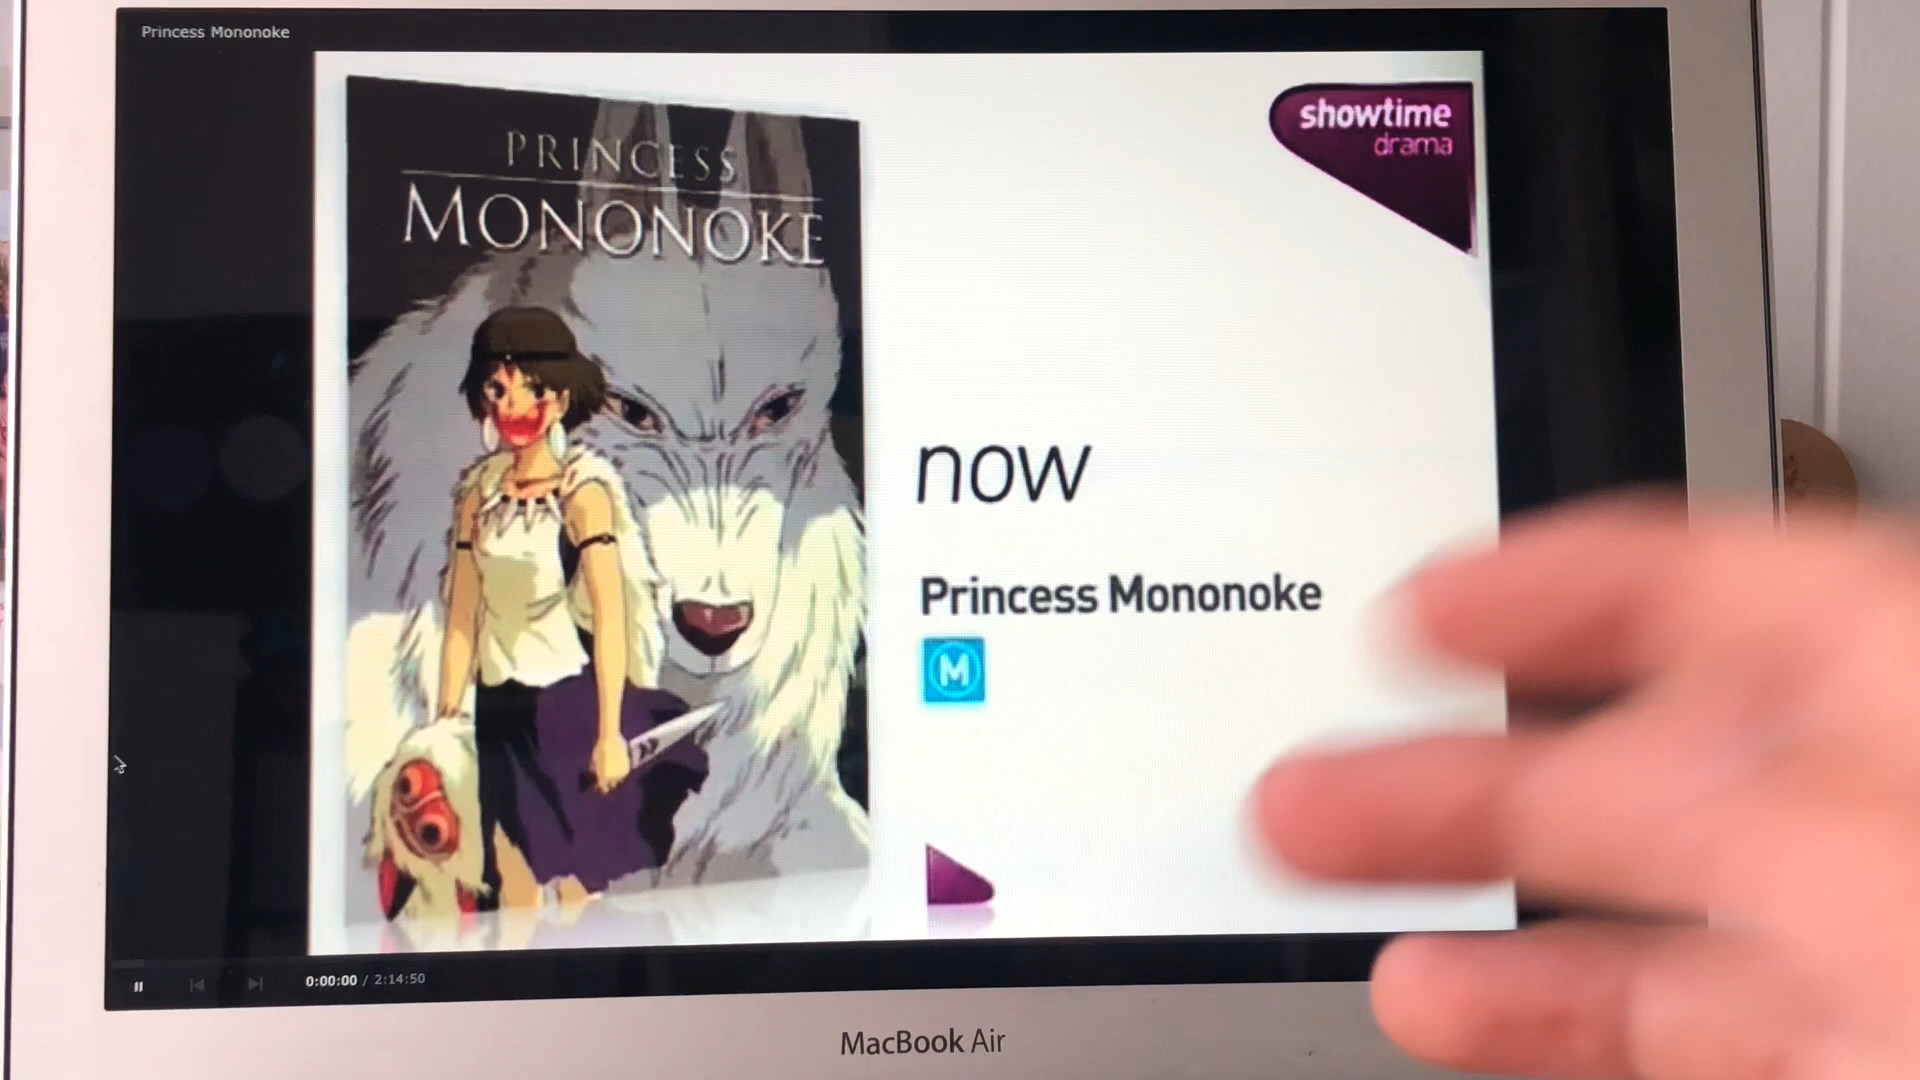 Princess Mononoke
PRINCESS
MONONOKE
showtime
drama
now
Princess Mononoke
M
0:00:00 / 2:14:50
MacBook Air